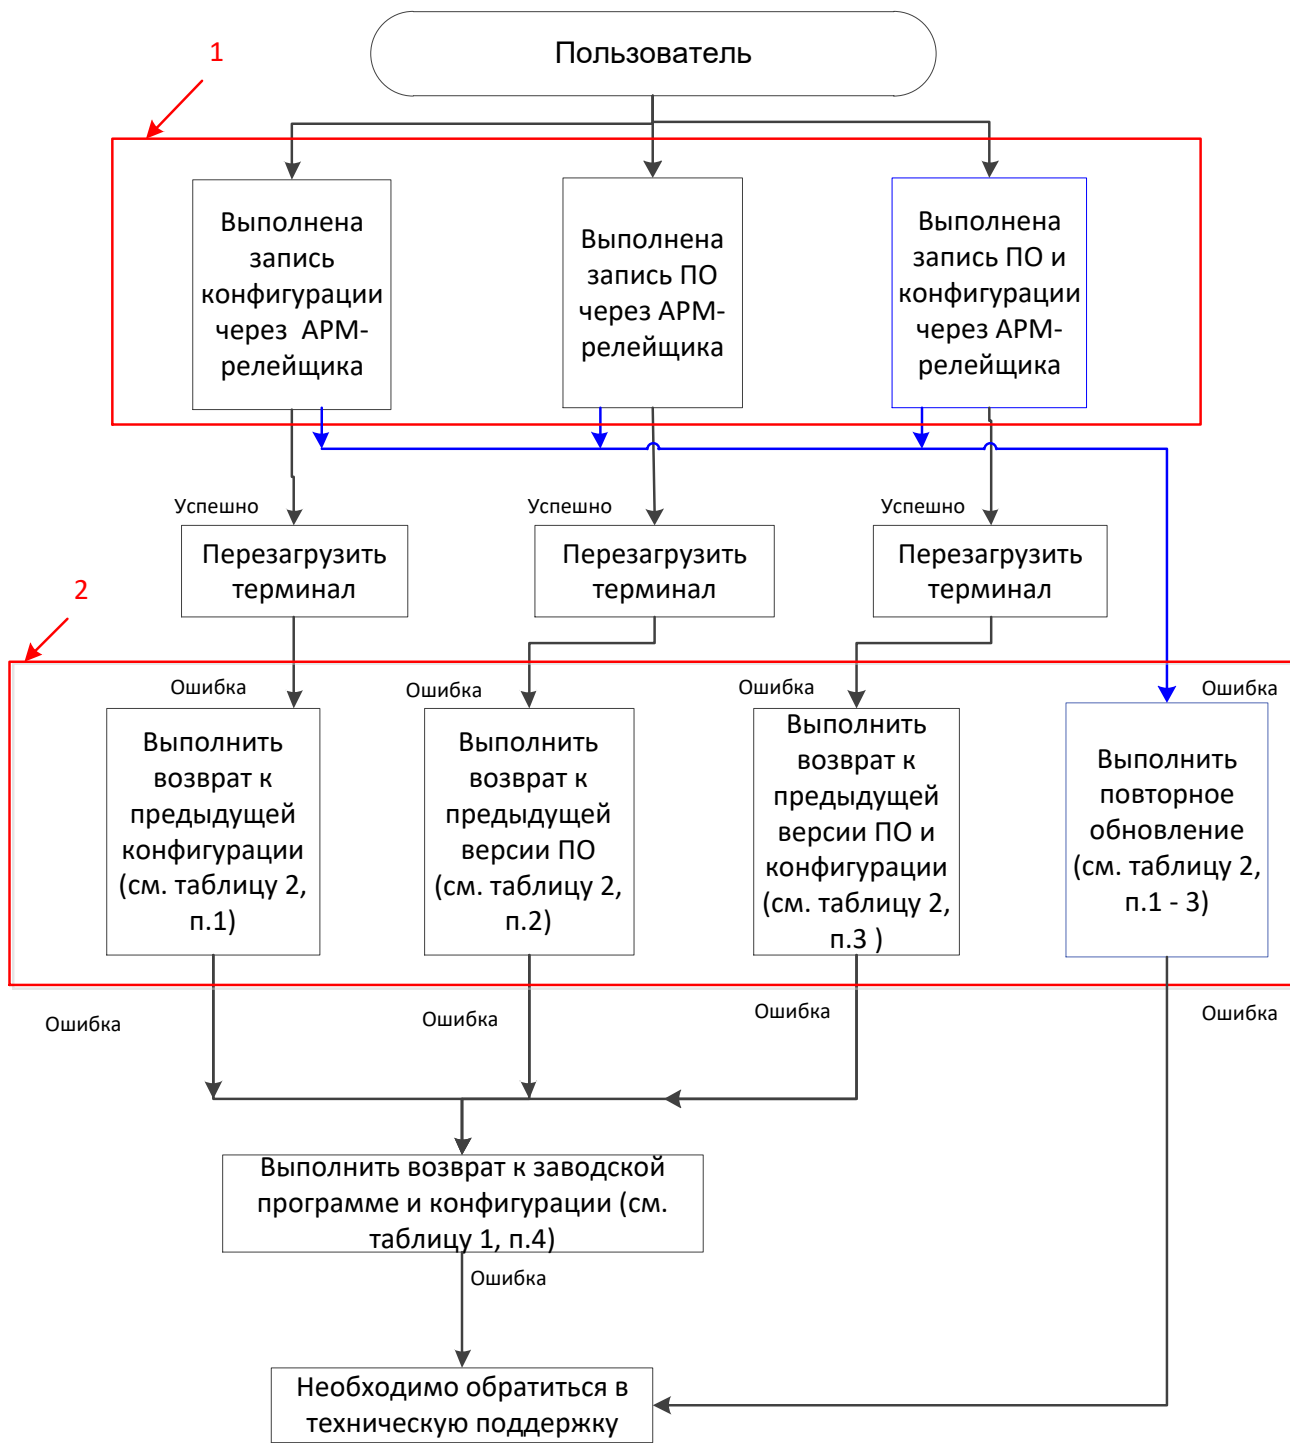 Пользователь
1
Выполнена
запись
конфигурации
через АРМ-
релейщика
Выполнена
запись ПО
через АРМ-
релейщика
Выполнена
запись ПО и
конфигурации
через АРМ-
релейщика
Успешно
Успешно
Успешно
Перезагрузить
терминал
Перезагрузить
терминал
Перезагрузить
терминал
2
Ошибка
Ошибка
Ошибка
Ошибка
Выполнить
возврат к
предыдущей
конфигурации
(см. таблицу 2,
п.1)
Выполнить
возврат к
предыдущей
версии ПО
(см. таблицу 2,
п.2)
Выполнить
возврат к
предыдущей
версии ПО и
конфигурации
(см. таблицу 2,
п.3 )
Выполнить
повторное
обновление
(см. таблицу 2,
п.1 - 3)
Ошибка
Ошибка
Ошибка
Ошибка
Выполнить возврат к заводской
программе и конфигурации (см.
таблицу 1, п.4)
Ошибка
Необходимо обратиться в
техническую поддержку